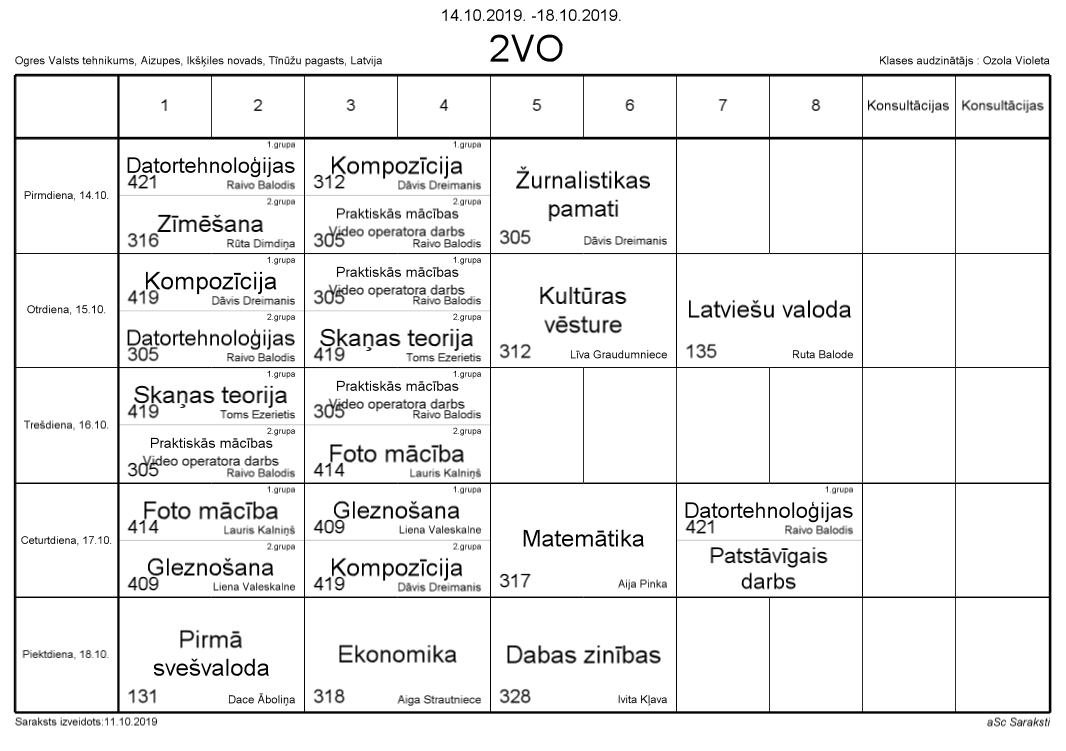 14.10.2019. -18.10.2019.
2VO
Ogres Valsts tehnikums, Aizupes, Ikšķiles novads, Tīnūžu pagasts, Latvija
Klases audzinātājs : Ozola Violeta
1 2 3 4 5 6 7 8 Konsultācijas Konsultācijas
Pirmdiena, 14.10.
1.grupa
Datortehnoloģijas
421 Raivo Balodis
2.grupa
Zīmēšana
316 Rūta Dimdiņa
1.grupa
Kompozīcija
312 Dāvis Dreimanis
2.grupa
Praktiskās mācības
Video operatora darbs
305 Raivo Balodis
Žurnalistikas
pamati
305 Dāvis Dreimanis
Otrdiena, 15.10.
1.grupa
Kompozīcija
419 Dāvis Dreimanis
2.grupa
Datortehnoloģijas
305 Raivo Balodis
1.grupa
Praktiskās mācības
Video operatora darbs
305 Raivo Balodis
2.grupa
Skaņas teorija
419 Toms Ezerietis
Kultūras
vēsture
312 Līva Graudumniece
Latviešu valoda
135 Ruta Balode
Trešdiena, 16.10.
1.grupa
Skaņas teorija
419 Toms Ezerietis
2.grupa
Praktiskās mācības
Video operatora darbs
305 Raivo Balodis
1.grupa
Praktiskās mācības
Video operatora darbs
305 Raivo Balodis
2.grupa
Foto mācība
414 Lauris Kalniņš
Ceturtdiena, 17.10.
1.grupa
Foto mācība
414 Lauris Kalniņš
2.grupa
Gleznošana
409 Liena Valeskalne
1.grupa
Gleznošana
409 Liena Valeskalne
2.grupa
Kompozīcija
419 Dāvis Dreimanis
Matemātika
317 Aija Pinka
1.grupa
Datortehnoloģijas
421 Raivo Balodis
Patstāvīgais
darbs
Piektdiena, 18.10.
Pirmā
svešvaloda
131 Dace Āboliņa
Ekonomika
318 Aiga Strautniece
Dabas zinības
328 Ivita Kļava
Saraksts izveidots:11.10.2019
aSc Saraksti